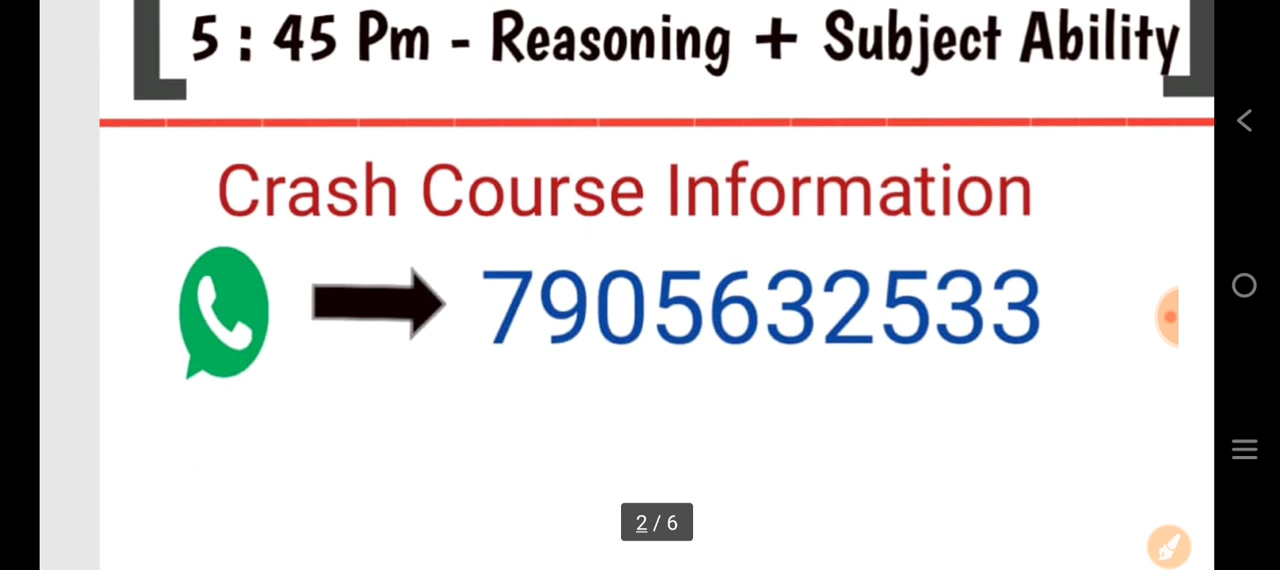 5 : 45 Pm - Reasoning + Subject Ability
Crash Course Information
7905632533
2 / 6